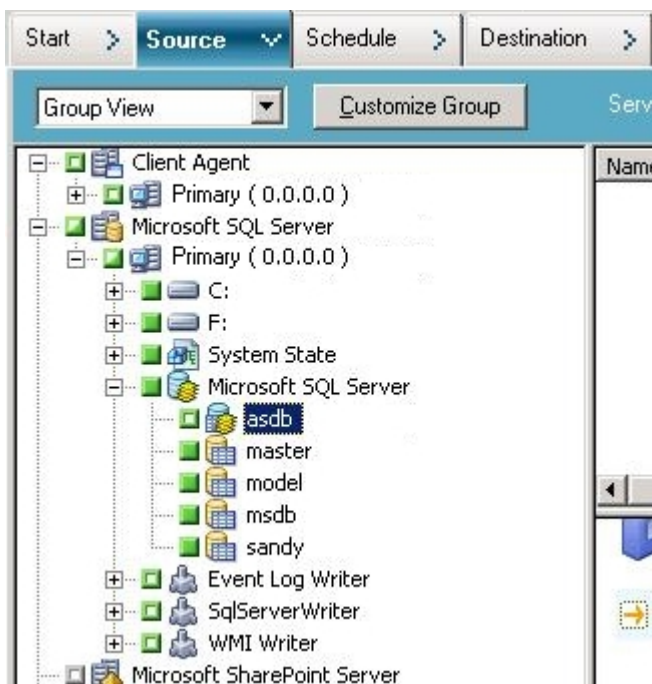 Start > Source Schedule > Destination >
Group View Customize Group Serv
Client Agent Name
Primary ( 0.0.0.0 )
Microsoft SQL Server
Primary ( 0.0.0.0 )
C:
F:
System State
Microsoft SQL Server
asdb
master
model
msdb
sandy
Event Log Writer
SqlServerWriter
WMI Writer
Microsoft SharePoint Server